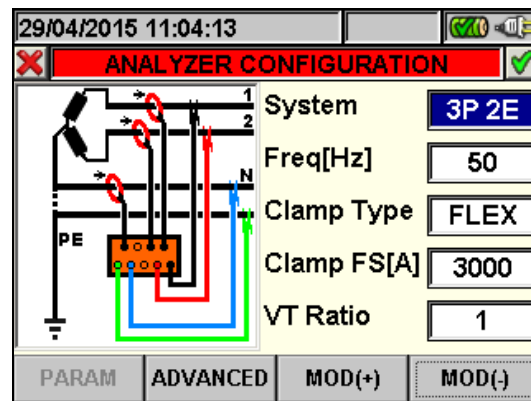 29/04/2015 11:04:13
ANALYZER CONFIGURATION
1
2
N
PE
System 3P 2E
Freq[Hz] 50
Clamp Type FLEX
Clamp FS[A] 3000
VT Ratio 1
PARAM ADVANCED MOD(+) MOD(-)